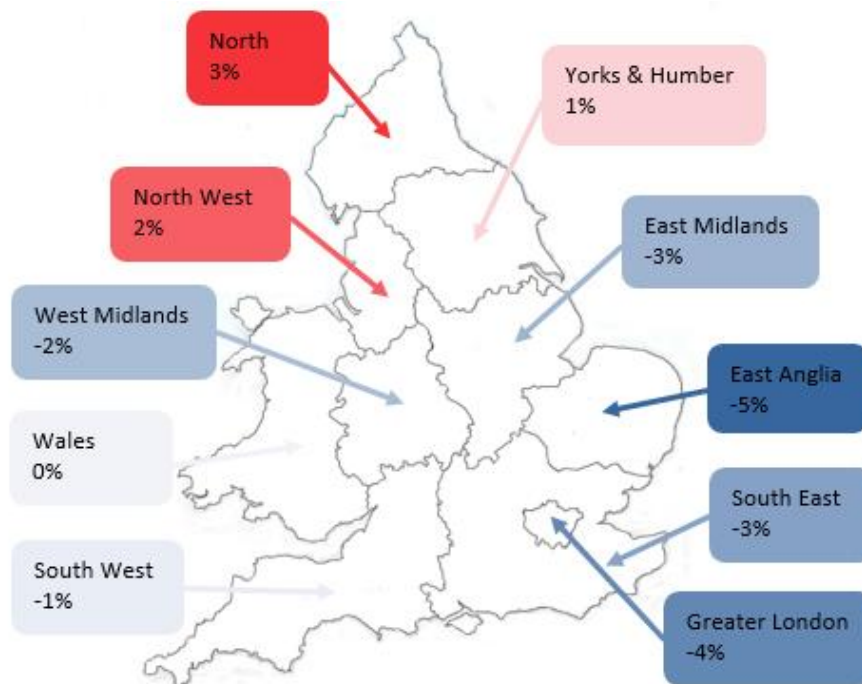 North
3%
Yorks & Humber
1%
North West
2%
East Midlands
-3%
West Midlands
-2%
East Anglia
-5%
Wales
0%
South East
-3%
South West
-1%
Greater London
-4%